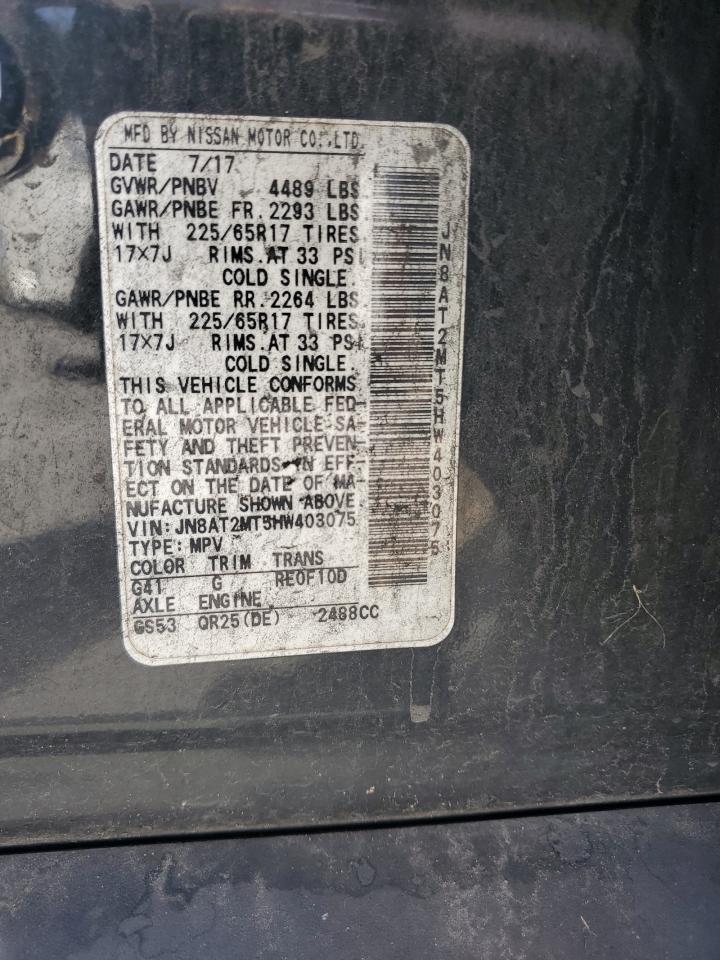 MFD BY NISSAN MOTOR CO.,LTD.
DATE 7/17
GVWR/PNBV 4489 LBS
GAWR/PNBE FR. 2293 LBS.
WITH 225/65R17 TIRES
17×7J RIMS.AT 33 PSI
COLD SINGLE.
GAWR/PNBE RR. 2264 LBS.
WITH 225/65R17 TIRES
17×7J RIMS.AT 33 PSI
COLD SINGLE.
THIS VEHICLE CONFORMS
TO ALL APPLICABLE FED-
ERAL MOTOR VEHICLE SA-
FETY AND THEFT PREVEN-
TION STANDARDS IN EFF-
ECT ON THE DATE OF MA-
NUFACTURE SHOWN ABOVE.
VIN:JN8AT2MT5HW403075
TYPE:MPV
COLOR TRIM TRANS
G41 G RE0F10D
AXLE ENGINE
GS53 QR25(DE) 2488CC
JN8AT2MT5HW403075